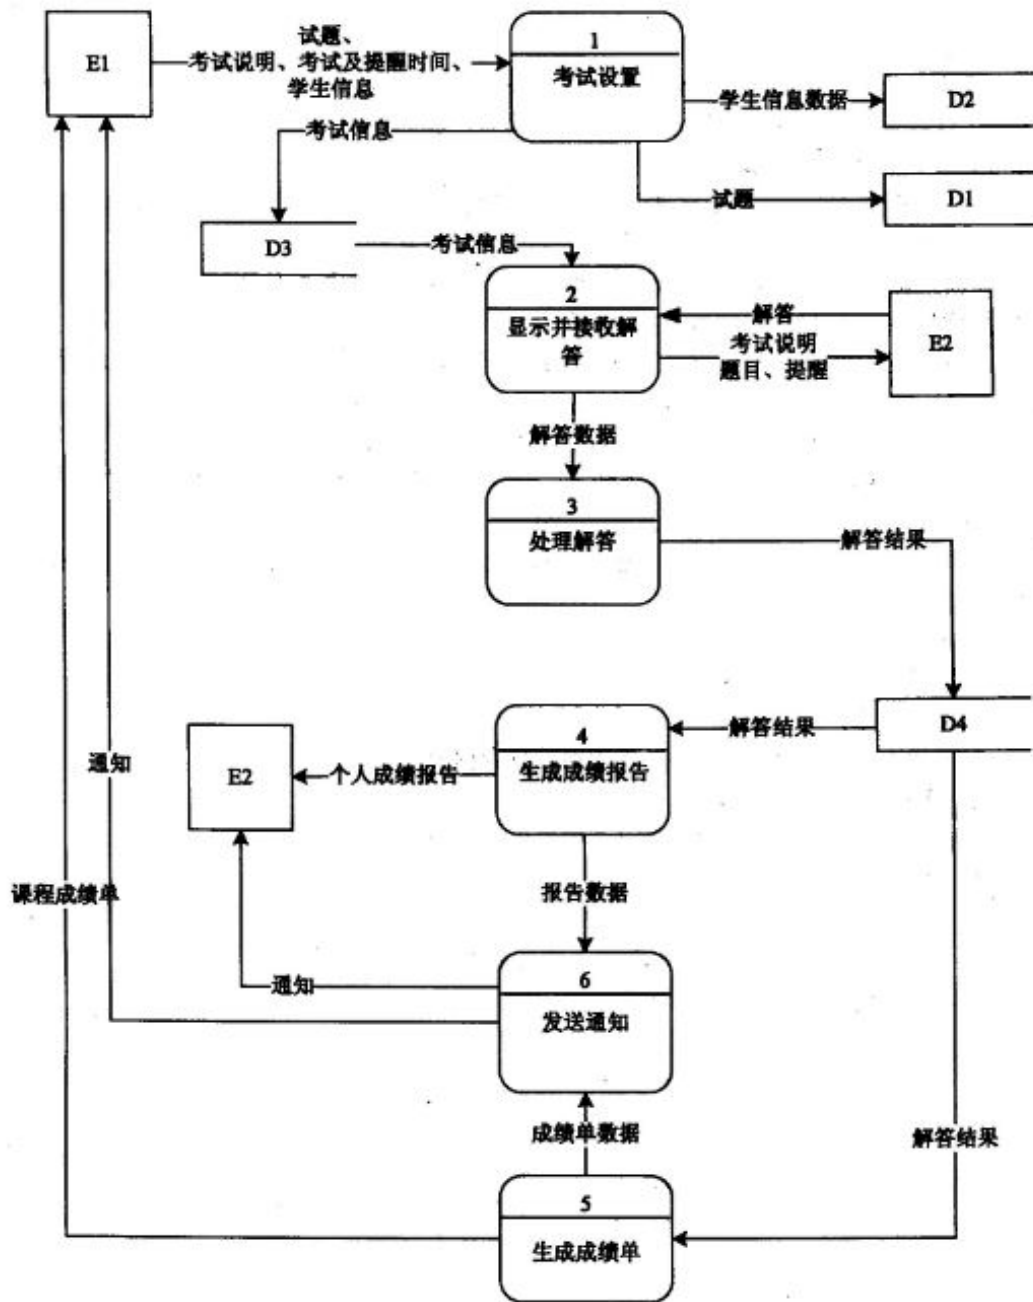 E1
试题、
考试说明、考试及提醒时间、
学生信息
1
考试设置
学生信息数据
D2
考试信息
试题
D1
D3
考试信息
2
显示并接收解
答
解答
考试说明
题目、提醒
E2
解答数据
3
处理解答
解答结果
D4
解答结果
4
生成成绩报告
个人成绩报告
E2
通知
报告数据
课程成绩单
6
发送通知
通知
成绩单数据
解答结果
5
生成成绩单